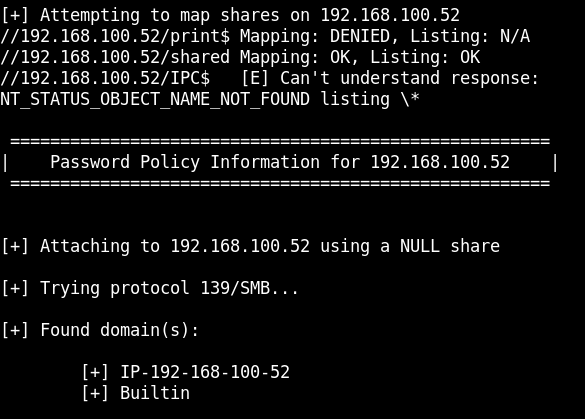 [+] Attempting to map shares on 192.168.100.52
//192.168.100.52/print$ Mapping: DENIED, Listing: N/A
//192.168.100.52/shared Mapping: OK, Listing: OK
//192.168.100.52/IPC$   [E] Can't understand response:
NT_STATUS_OBJECT_NAME_NOT_FOUND listing \*
 ======================================================
|    Password Policy Information for 192.168.100.52    |
 ======================================================
[+] Attaching to 192.168.100.52 using a NULL share
[+] Trying protocol 139/SMB...
[+] Found domain(s):
        [+] IP-192-168-100-52
        [+] Builtin